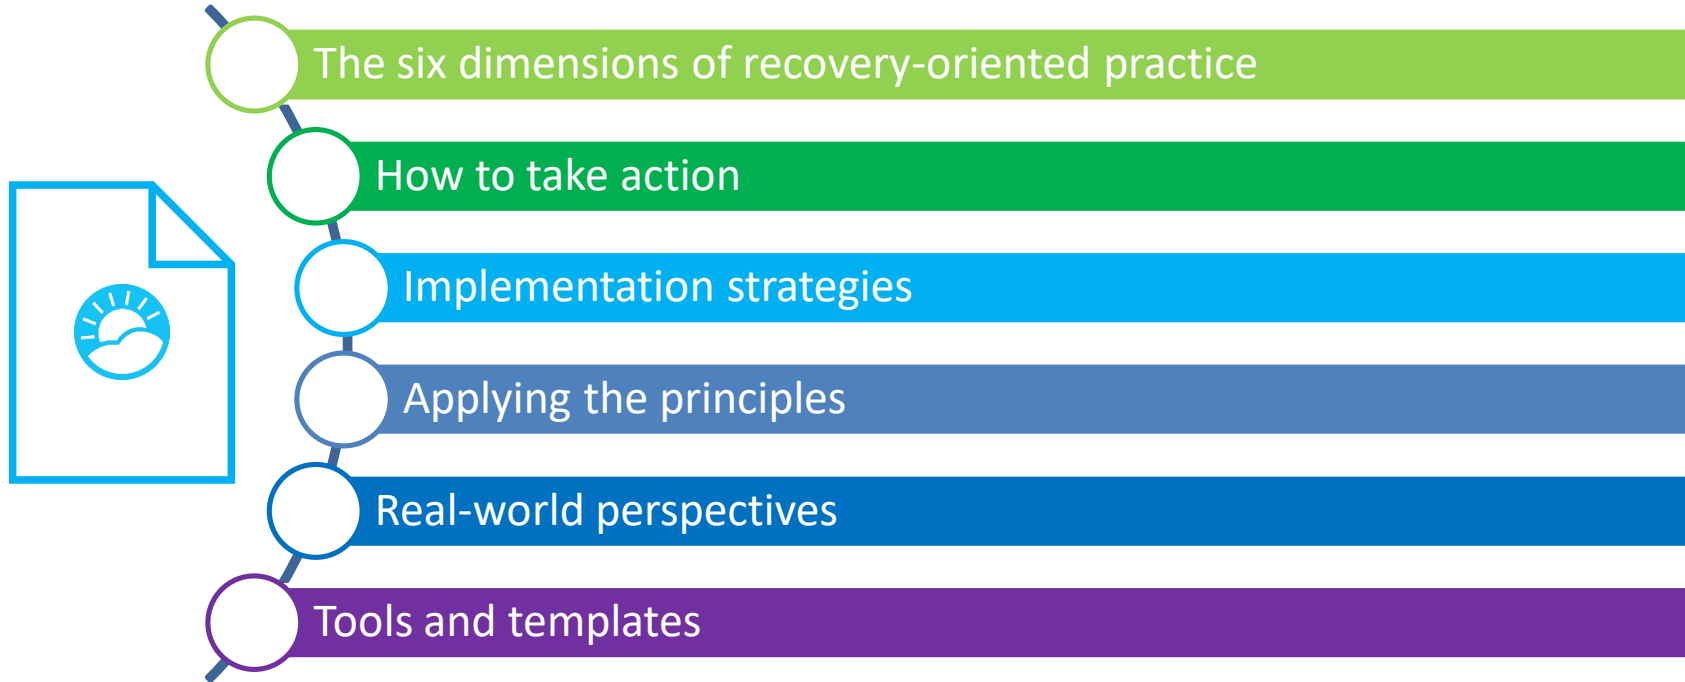 The six dimensions of recovery-oriented practice
How to take action
Implementation strategies
Applying the principles
Real-world perspectives
Tools and templates